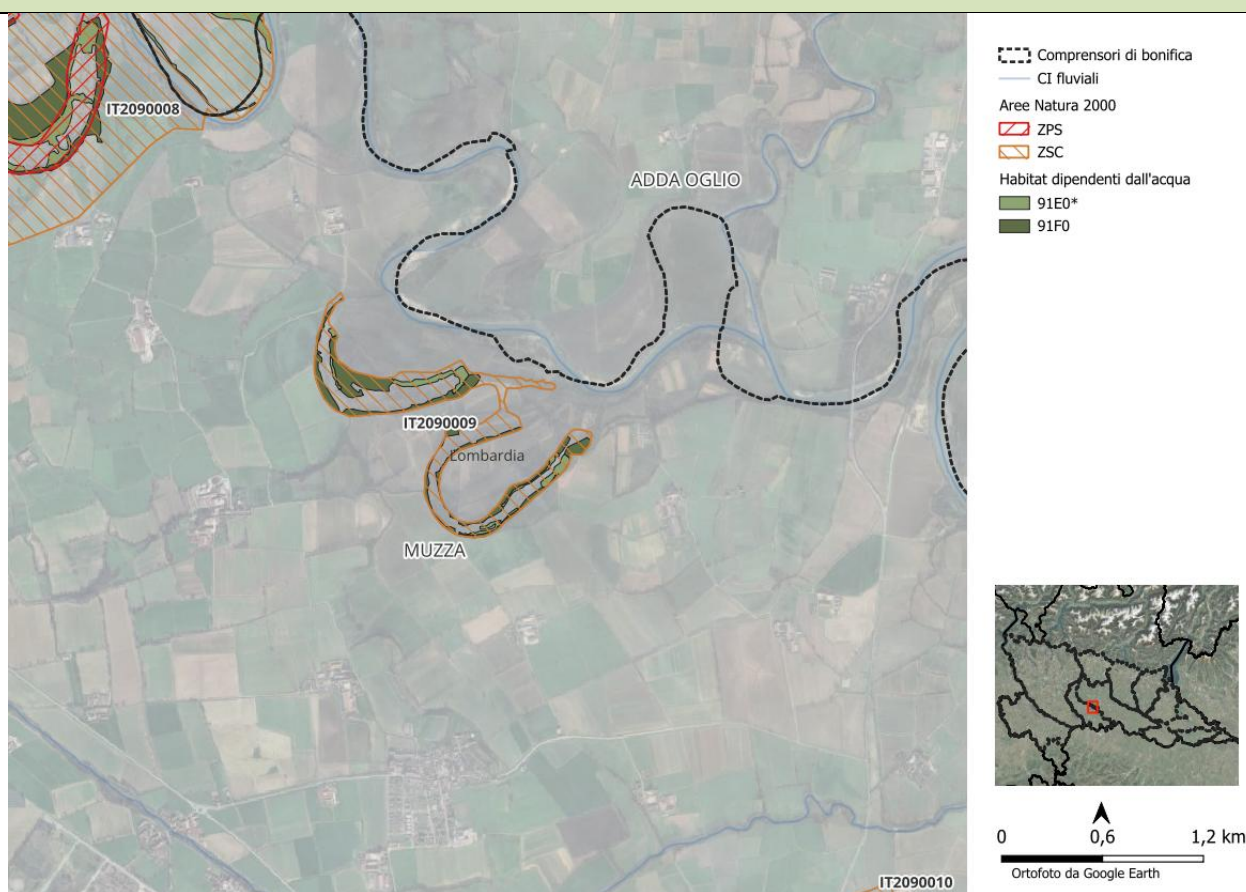 IT2090008
ADDA OGLIO
IT2090009
Lombardia
MUZZA
IT2090010
Comprensori di bonifica
CI fluviali
Aree Natura 2000
ZPS
ZSC
Habitat dipendenti dall'acqua
91E0*
91F0
0 0,6 1,2 km
Ortofoto da Google Earth